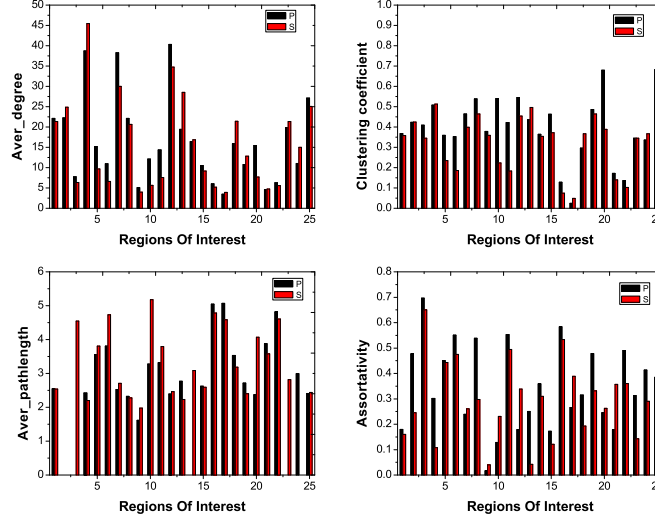 50
45
40
35
30
25
20
15
10
5
0
Aver_degree
P
S
5 10 15 20 25
Regions Of Interest
1.0
0.9
0.8
0.7
0.6
0.5
0.4
0.3
0.2
0.1
0.0
Clustering coefficient
P
S
5 10 15 20
Regions Of Interest
6
5
4
3
2
1
0
Aver_pathlength
P
S
5 10 15 20 25
Regions Of Interest
0.8
0.7
0.6
0.5
0.4
0.3
0.2
0.1
0.0
Assortativity
P
S
5 10 15 20
Regions Of Interest